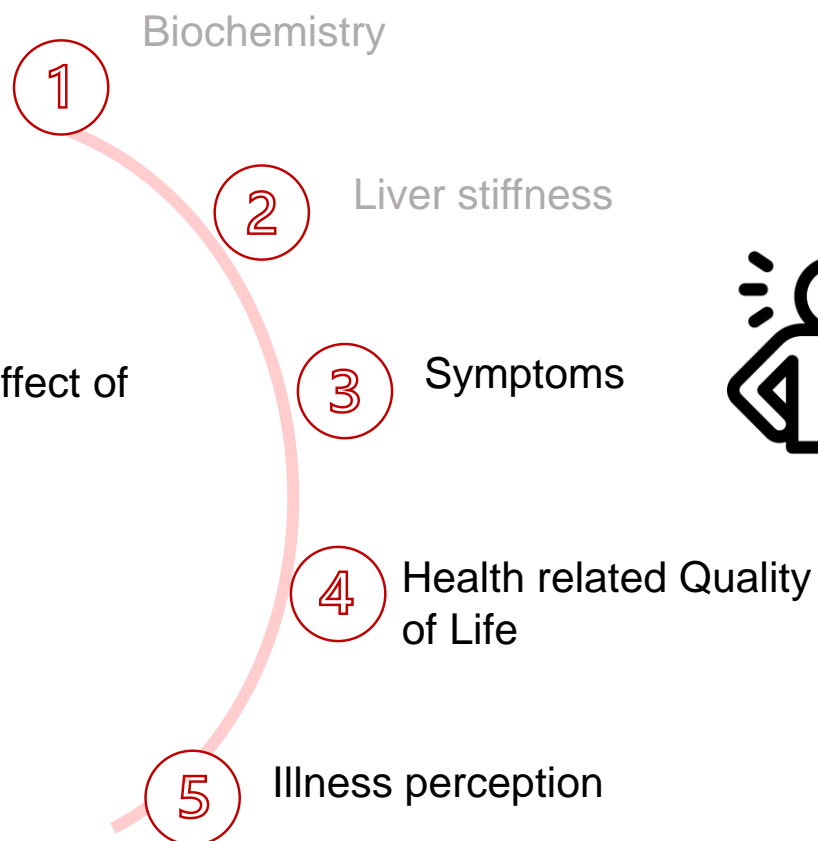 Biochemistry
1
Liver stiffness
2
ffect of
Symptoms
3
Health related Quality
of Life
4
Illness perception
5